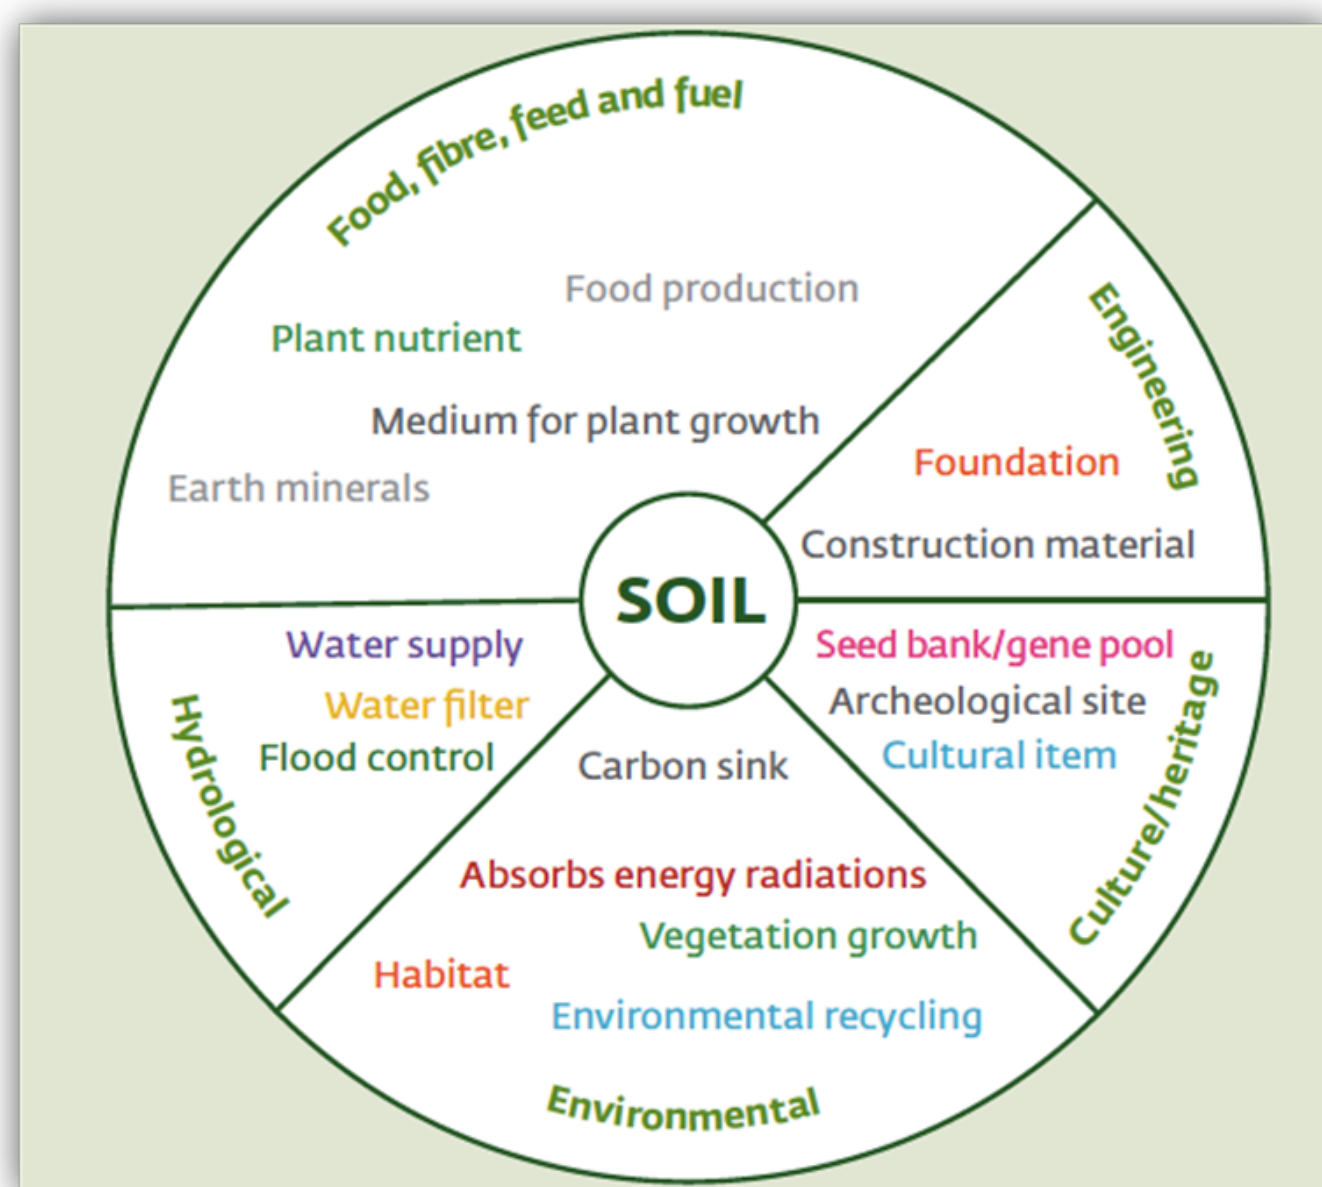 Food, fibre, feed and fuel
Food production
Plant nutrient
Medium for plant growth
Earth minerals
Engineering
Foundation
Construction material
SOIL
Water supply
Water filter
Flood control
Hydrological
Seed bank/gene pool
Archeological site
Cultural item
Culture/heritage
Carbon sink
Absorbs energy radiations
Vegetation growth
Habitat
Environmental recycling
Environmental